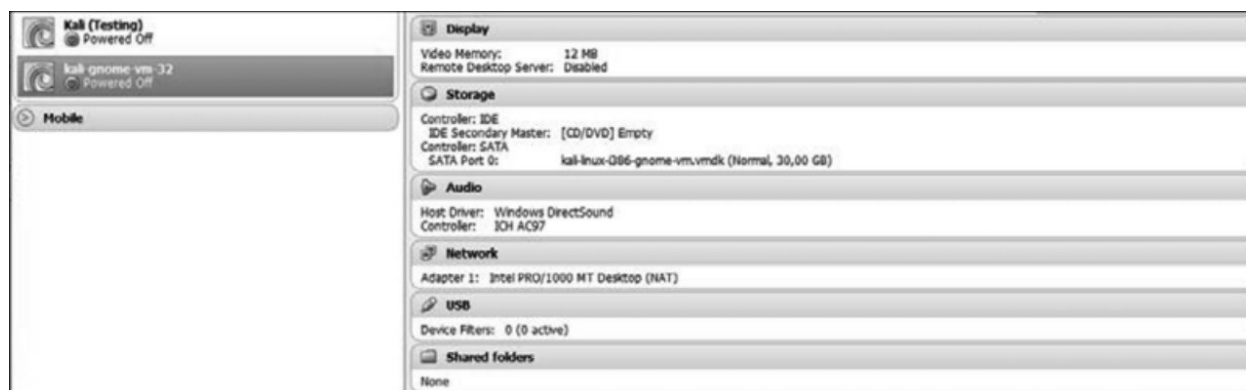 Kali (Testing)
Powered Off
kali-gnome-vm-32
Powered Off
Mobile
Display
Video Memory: 12 MB
Remote Desktop Server: Disabled
Storage
Controller: IDE
IDE Secondary Master: [CD/DVD] Empty
Controller: SATA
SATA Port 0: kali-linux-i386-gnome-vm.vmdk (Normal, 30,00 GB)
Audio
Host Driver: Windows DirectSound
Controller: ICH AC97
Network
Adapter 1: Intel PRO/1000 MT Desktop (NAT)
USB
Device Filters: 0 (0 active)
Shared folders
None